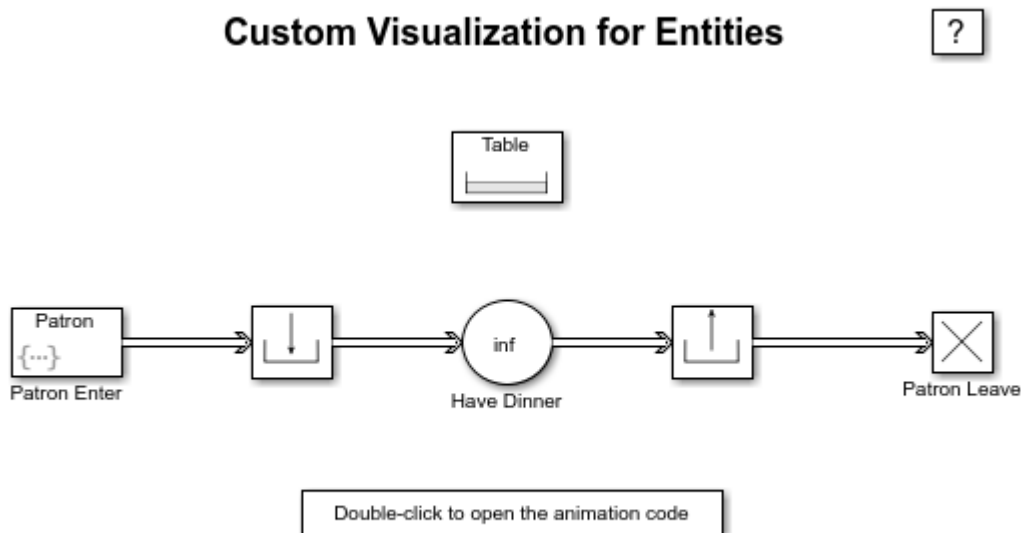 Custom Visualization for Entities
?
Table
Patron
{...}
Patron Enter
inf
Have Dinner
Patron Leave
Double-click to open the animation code